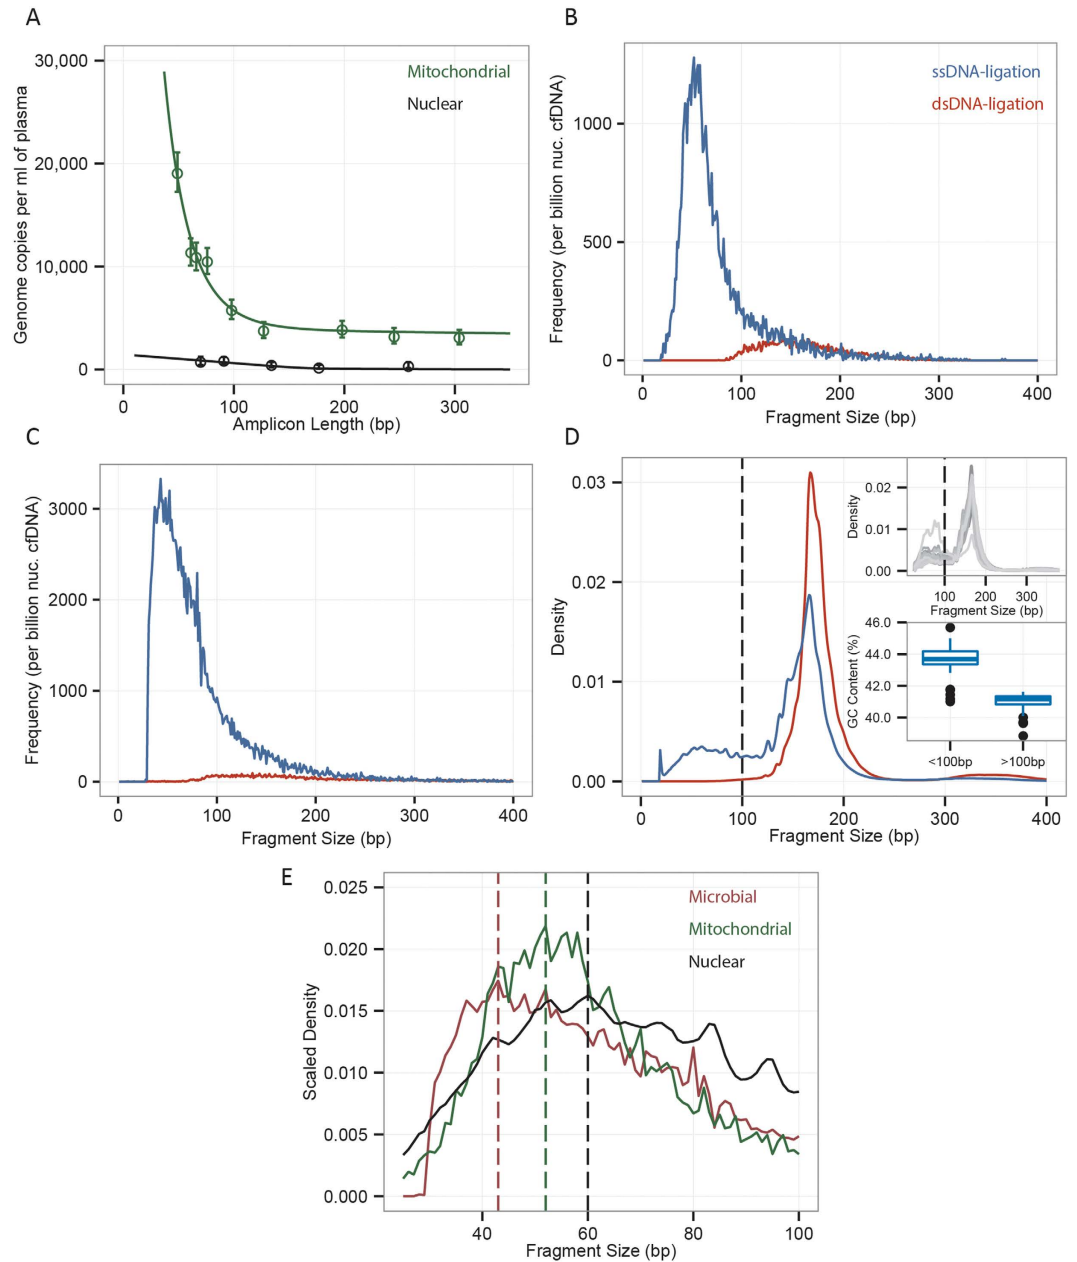 A
Genome copies per ml of plasma
30,000
20,000
10,000
0
Mitochondrial
Nuclear
0 100 200 300
Amplicon Length (bp)
B
Frequency (per billion nuc. cfDNA)
1000
500
0
ssDNA-ligation
dsDNA-ligation
0 100 200 300 400
Fragment Size (bp)
C
Frequency (per billion nuc. cfDNA)
3000
2000
1000
0
0 100 200 300 400
Fragment Size (bp)
D
Density
0.03
0.02
0.01
0.00
0 100 200 300 400
Fragment Size (bp)
Density
0.02
0.01
0.00
100 200 300
Fragment Size (bp)
GC Content (%)
46.0
44.0
42.0
40.0
<100bp >100bp
E
Scaled Density
0.025
0.020
0.015
0.010
0.005
0.000
Microbial
Mitochondrial
Nuclear
40 60 80 100
Fragment Size (bp)